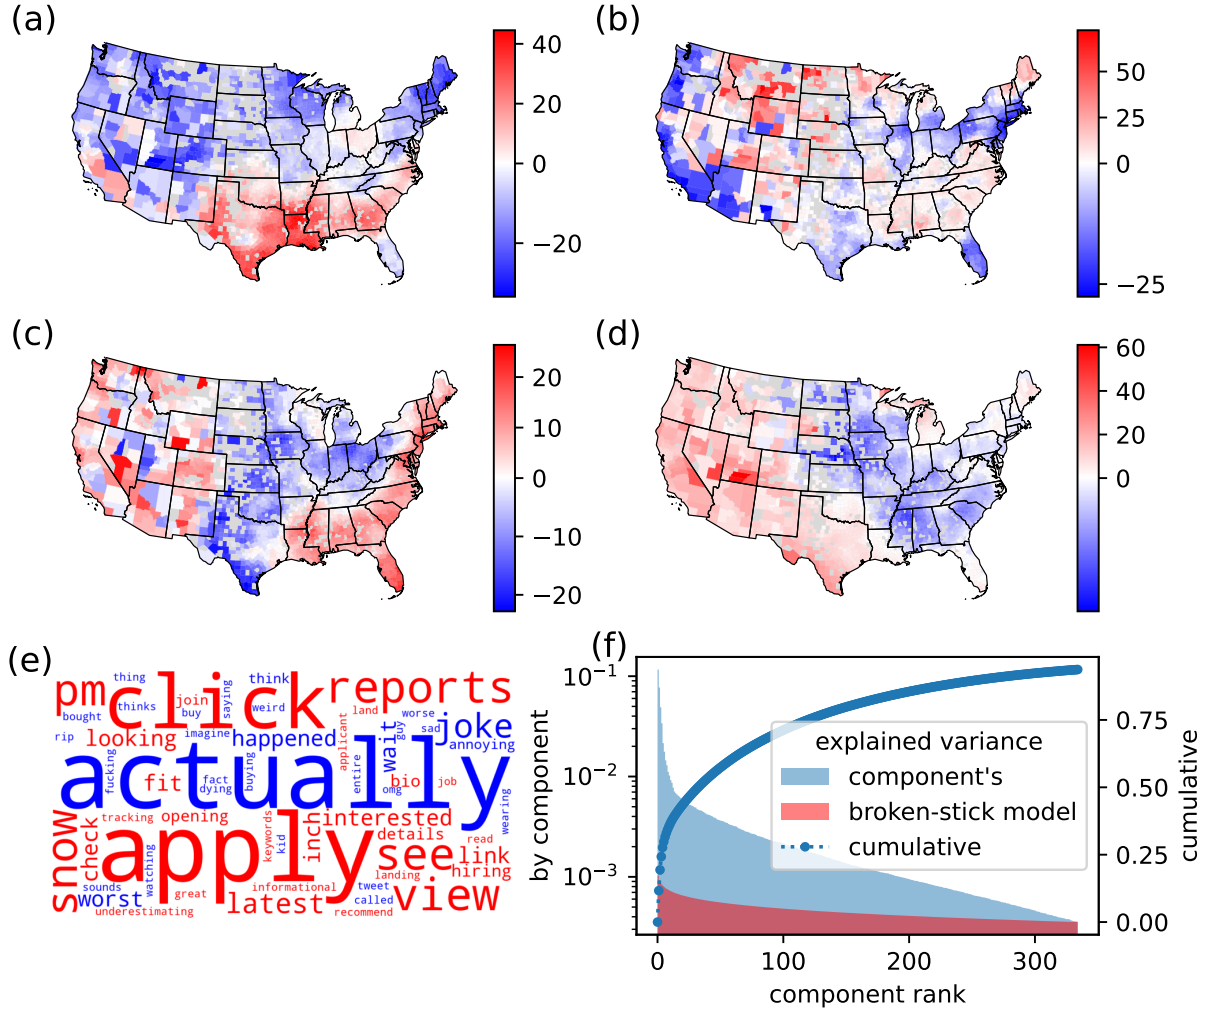 (a)
40
20
0
−20
(b)
50
25
0
−25
(c)
20
10
0
−10
−20
(d)
60
40
20
0
(e)
thing
think
pm
click
reports
thinks
join
saying
bought
buy
weird
land
worse
guy
sad
joke
rip
looking
imagine
happened
applicant
wait
annoying
actually
fucking
fit
fact
dying
buying
entire
bio
omg
job
wearing
snow
tracking
opening
interested
check
apply
keywords
kid
inch
details
read
see
link
watching
landing
hiring
sounds
worst
great
informational
tweet
called
view
latest
underestimating
recommend
(f)
10−1
10−2
10−3
by component
explained variance
component's
broken-stick model
cumulative
0.75
0.50
0.25
0.00
cumulative
0 100 200 300
component rank